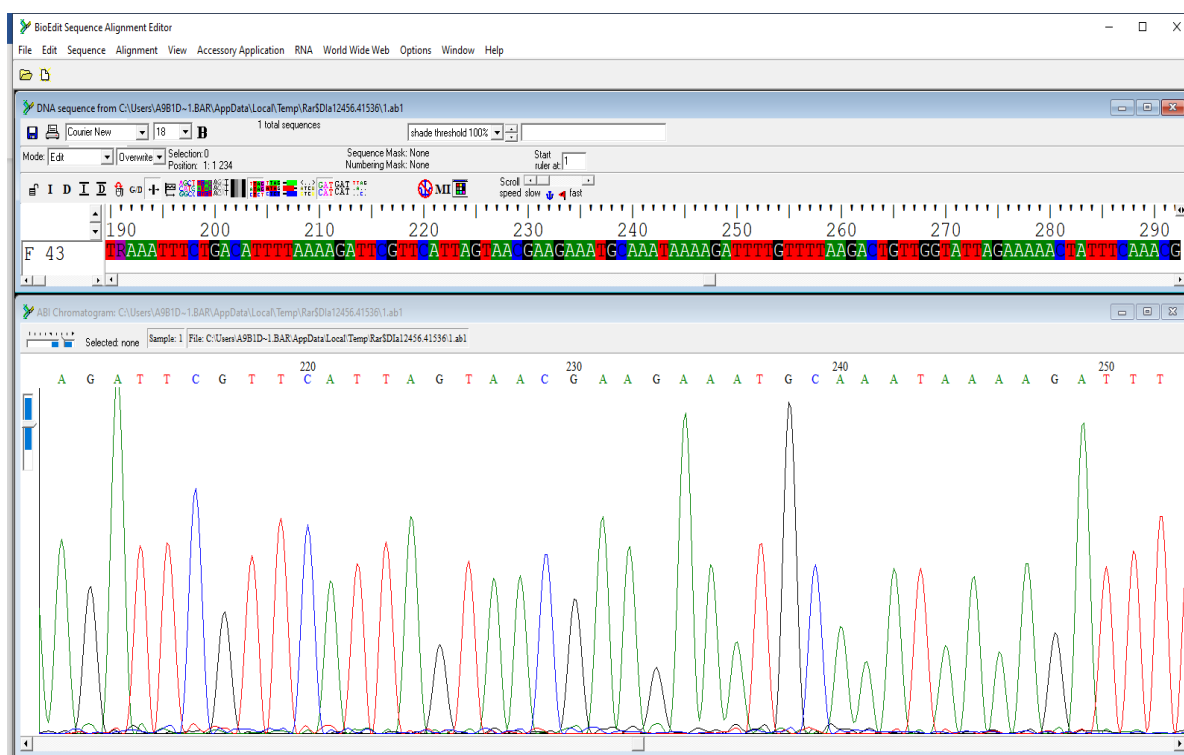 BioEdit Sequence Alignment Editor
File Edit Sequence Alignment View Accessory Application RNA World Wide Web Options Window Help
DNA sequence from C:\Users\A9B1D~1.BAR\AppData\Local\Temp\Rar$DIa12456.41536\1.ab1
Courier New 18 B 1 total sequences shade threshold 100%
Mode: Edit Overwrite Selection: 0 Sequence Mask: None Start
Position: 1: 1 234 Numbering Mask: None ruler at: 1
I D I D G/D MI Scroll speed slow fast
190 200 210 220 230 240 250 260 270 280 290
F 43 TRAAATTTCTGACATTTTAAAAGATTCGTTCATTAGTAACGAAGAAATGCAAATAAAAGATTTTGTTTTAAGACTGTTGGTATTAGAAAAACTATTTCAAACG
ABI Chromatogram: C:\Users\A9B1D~1.BAR\AppData\Local\Temp\Rar$DIa12456.41536\1.ab1
Selected: none Sample: 1 File: C:\Users\A9B1D~1.BAR\AppData\Local\Temp\Rar$DIa12456.41536\1.ab1
220 230 240 250
A G A T T C G T T C A T T A G T A A C G A A G A A A T G C A A A T A A A A G A T T T